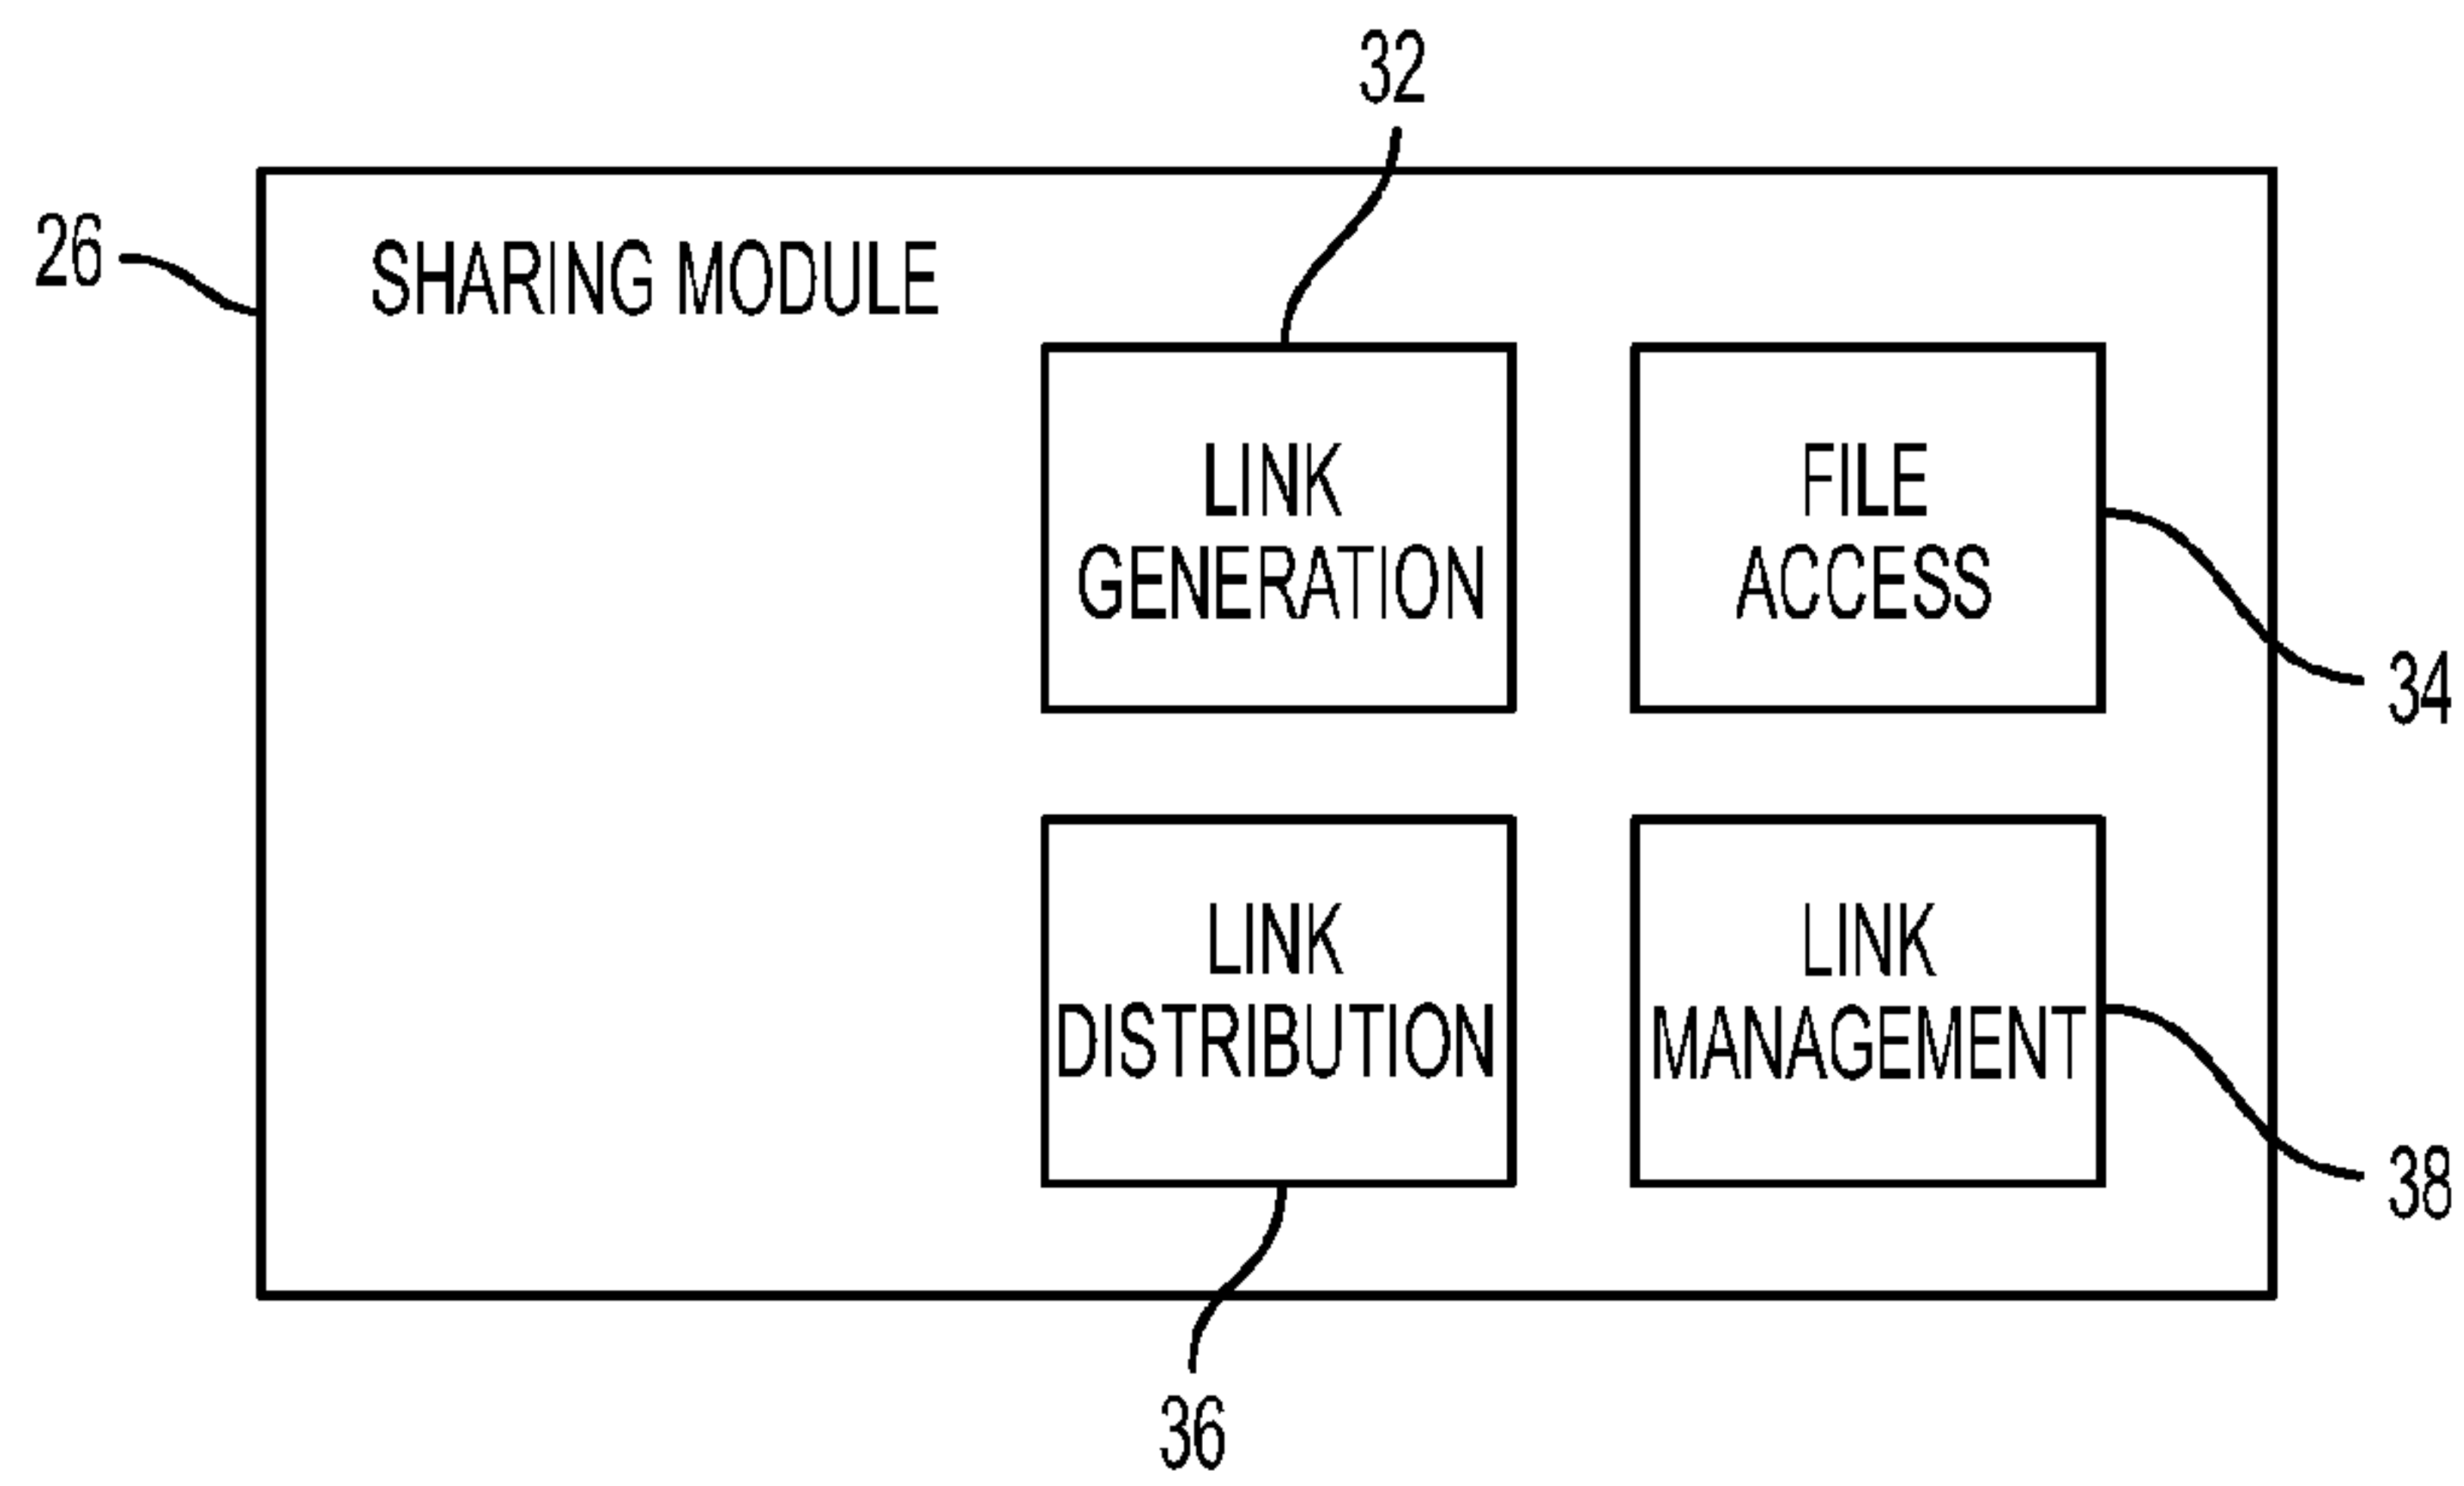 32
26
SHARING MODULE
LINK
GENERATION
FILE
ACCESS
34
LINK
DISTRIBUTION
LINK
MANAGEMENT
38
36